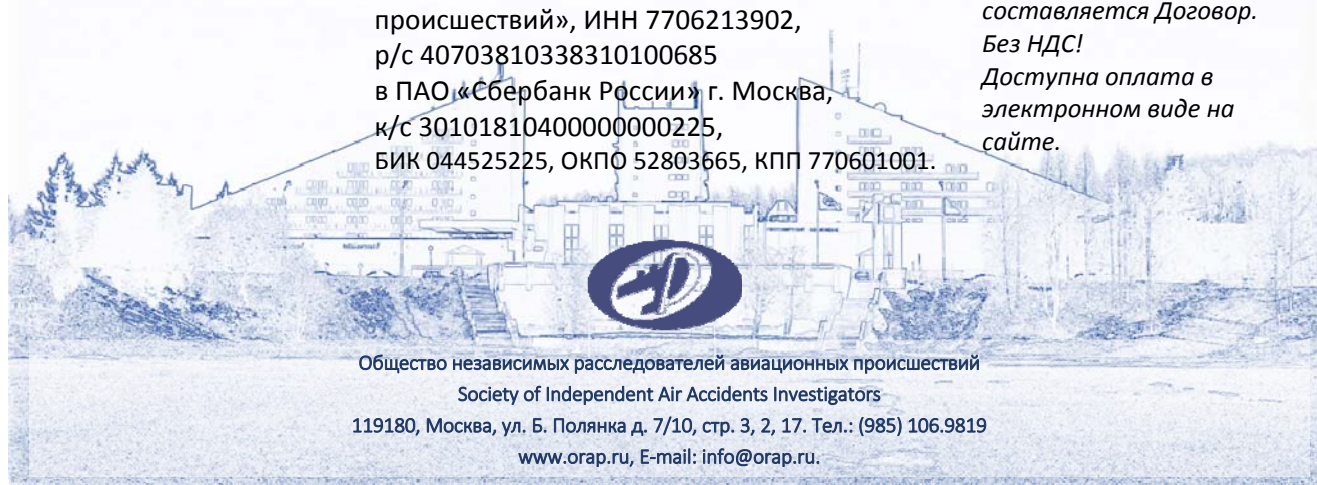 происшествий», ИНН 7706213902,
р/с 40703810338310100685
в ПАО «Сбербанк России» г. Москва,
к/с 30101810400000000225,
БИК 044525225, ОКПО 52803665, КПП 770601001.
составляется Договор.
Без НДС!
Доступна оплата в
электронном виде на
сайте.
Общество независимых расследователей авиационных происшествий
Society of Independent Air Accidents Investigators
119180, Москва, ул. Б. Полянка д. 7/10, стр. 3, 2, 17. Тел.: (985) 106.9819
www.orap.ru, E-mail: info@orap.ru.